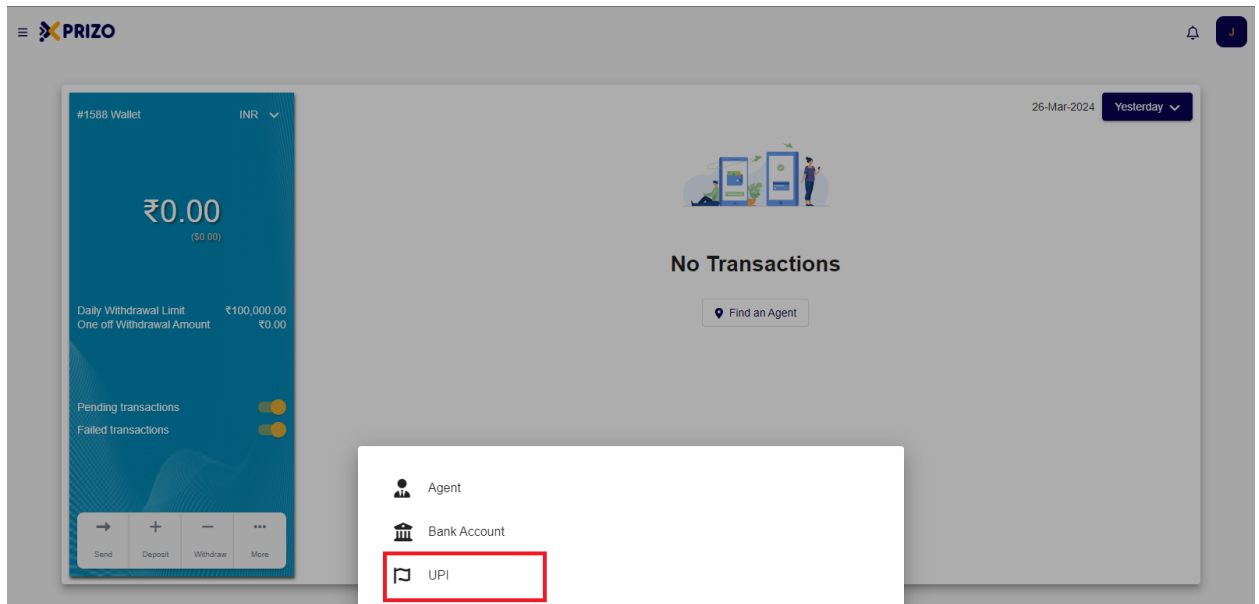 PRIZO
J
#1588 Wallet INR
₹0.00
($0.00)
Daily Withdrawal Limit ₹100,000.00
One off Withdrawal Amount ₹0.00
Pending transactions
Failed transactions
Send Deposit Withdraw More
26-Mar-2024 Yesterday
No Transactions
Find an Agent
Agent
Bank Account
UPI